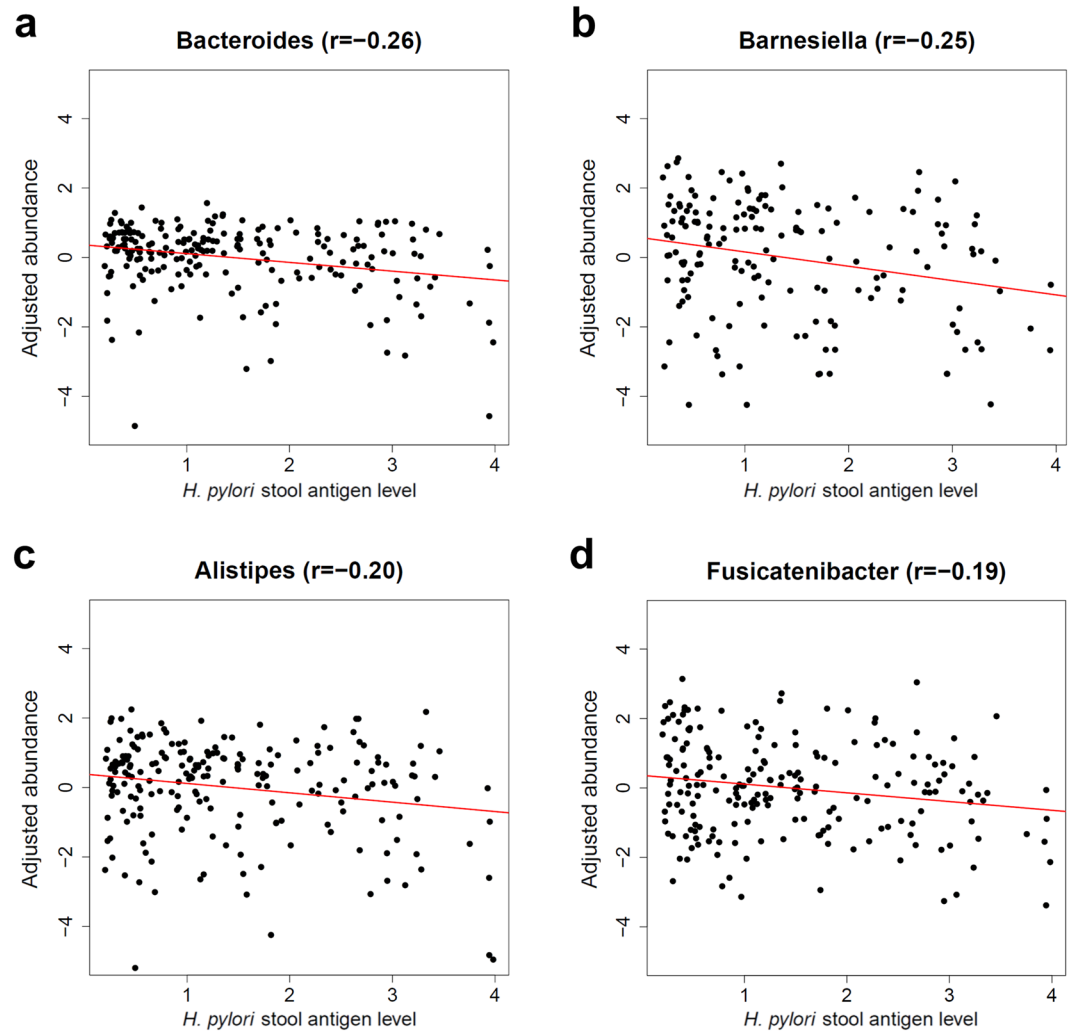 a
Bacteroides (r=−0.26)
4
2
0
−2
−4
Adjusted abundance
1 2 3 4
H. pylori stool antigen level
b
Barnesiella (r=−0.25)
4
2
0
−2
−4
Adjusted abundance
1 2 3 4
H. pylori stool antigen level
c
Alistipes (r=−0.20)
4
2
0
−2
−4
Adjusted abundance
1 2 3 4
H. pylori stool antigen level
d
Fusicatenibacter (r=−0.19)
4
2
0
−2
−4
Adjusted abundance
1 2 3 4
H. pylori stool antigen level